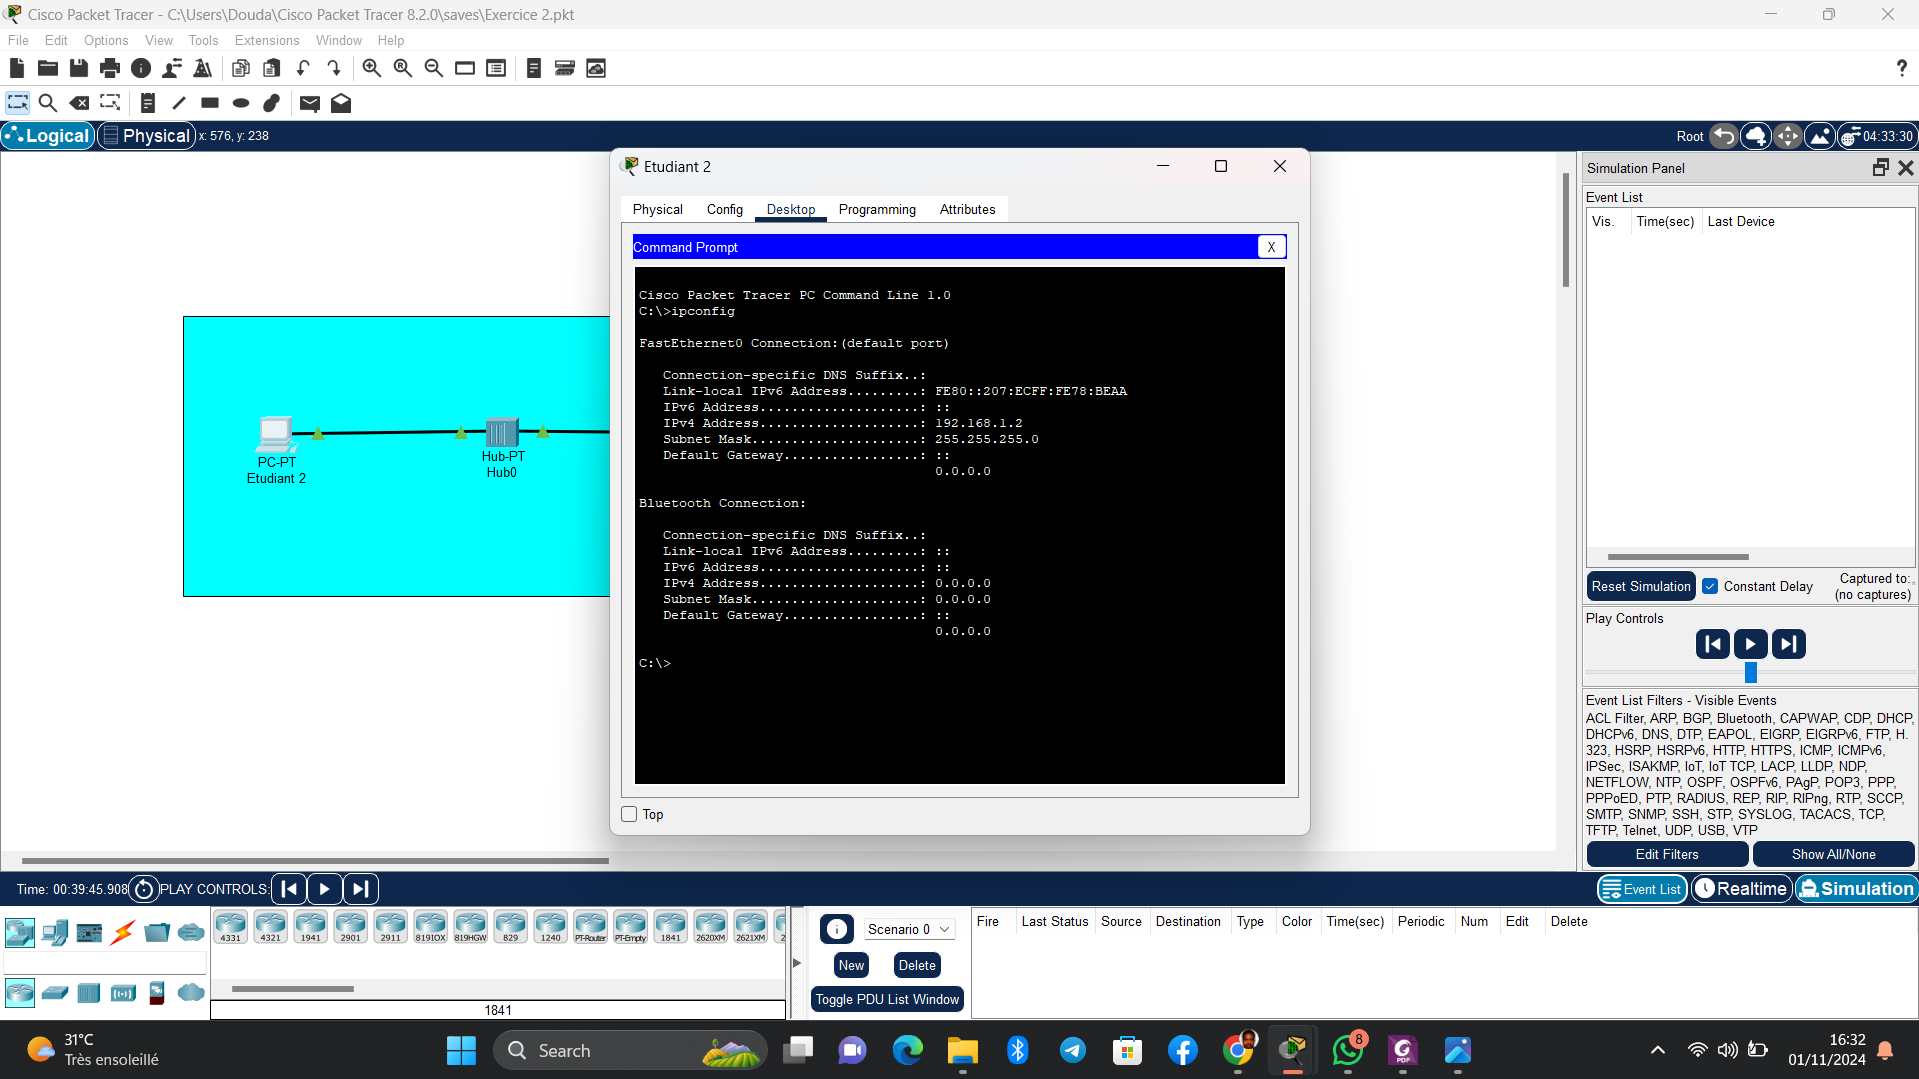 Cisco Packet Tracer - C:\Users\Douda\Cisco Packet Tracer 8.2.0\saves\Exercice 2.pkt
File Edit Options View Tools Extensions Window Help
?
Logical Physical x: 576, y: 238 Root 04:33:30
Etudiant 2
Physical Config Desktop Programming Attributes
Command Prompt X
Cisco Packet Tracer PC Command Line 1.0
C:\>ipconfig
FastEthernet0 Connection:(default port)
Connection-specific DNS Suffix..:
Link-local IPv6 Address.........: FE80::207:ECFF:FE78:BEAA
IPv6 Address....................: ::
IPv4 Address....................: 192.168.1.2
Subnet Mask.....................: 255.255.255.0
Default Gateway.................: ::
0.0.0.0
Bluetooth Connection:
Connection-specific DNS Suffix..:
Link-local IPv6 Address.........: ::
IPv6 Address....................: ::
IPv4 Address....................: 0.0.0.0
Subnet Mask.....................: 0.0.0.0
Default Gateway.................: ::
0.0.0.0
C:\>
Top
PC-PT
Etudiant 2
Hub-PT
Hub0
Simulation Panel
Event List
Vis. Time(sec) Last Device
Reset Simulation Constant Delay Captured to:
(no captures)
Play Controls
Event List Filters - Visible Events
ACL Filter, ARP, BGP, Bluetooth, CAPWAP, CDP, DHCP,
DHCPv6, DNS, DTP, EAPOL, EIGRP, EIGRPv6, FTP, H.
323, HSRP, HSRPv6, HTTP, HTTPS, ICMP, ICMPv6,
IPSec, ISAKMP, IoT, IoT TCP, LACP, LLDP, NDP,
NETFLOW, NTP, OSPF, OSPFv6, PAgP, POP3, PPP,
PPPoED, PTP, RADIUS, REP, RIP, RIPng, RTP, SCCP,
SMTP, SNMP, SSH, STP, SYSLOG, TACACS, TCP,
TFTP, Telnet, UDP, USB, VTP
Edit Filters Show All/None
Time: 00:39:45.908 PLAY CONTROLS: Event List Realtime Simulation
4331 4321 1941 2901 2911 819IOX 819HGW 829 1240 PT-Router PT-Empty 1841 2620XM 2621XM 2
1841
Scenario 0
New Delete
Toggle PDU List Window
Fire Last Status Source Destination Type Color Time(sec) Periodic Num Edit Delete
31°C
Très ensoleillé
Search
8
PDF
16:32
01/11/2024